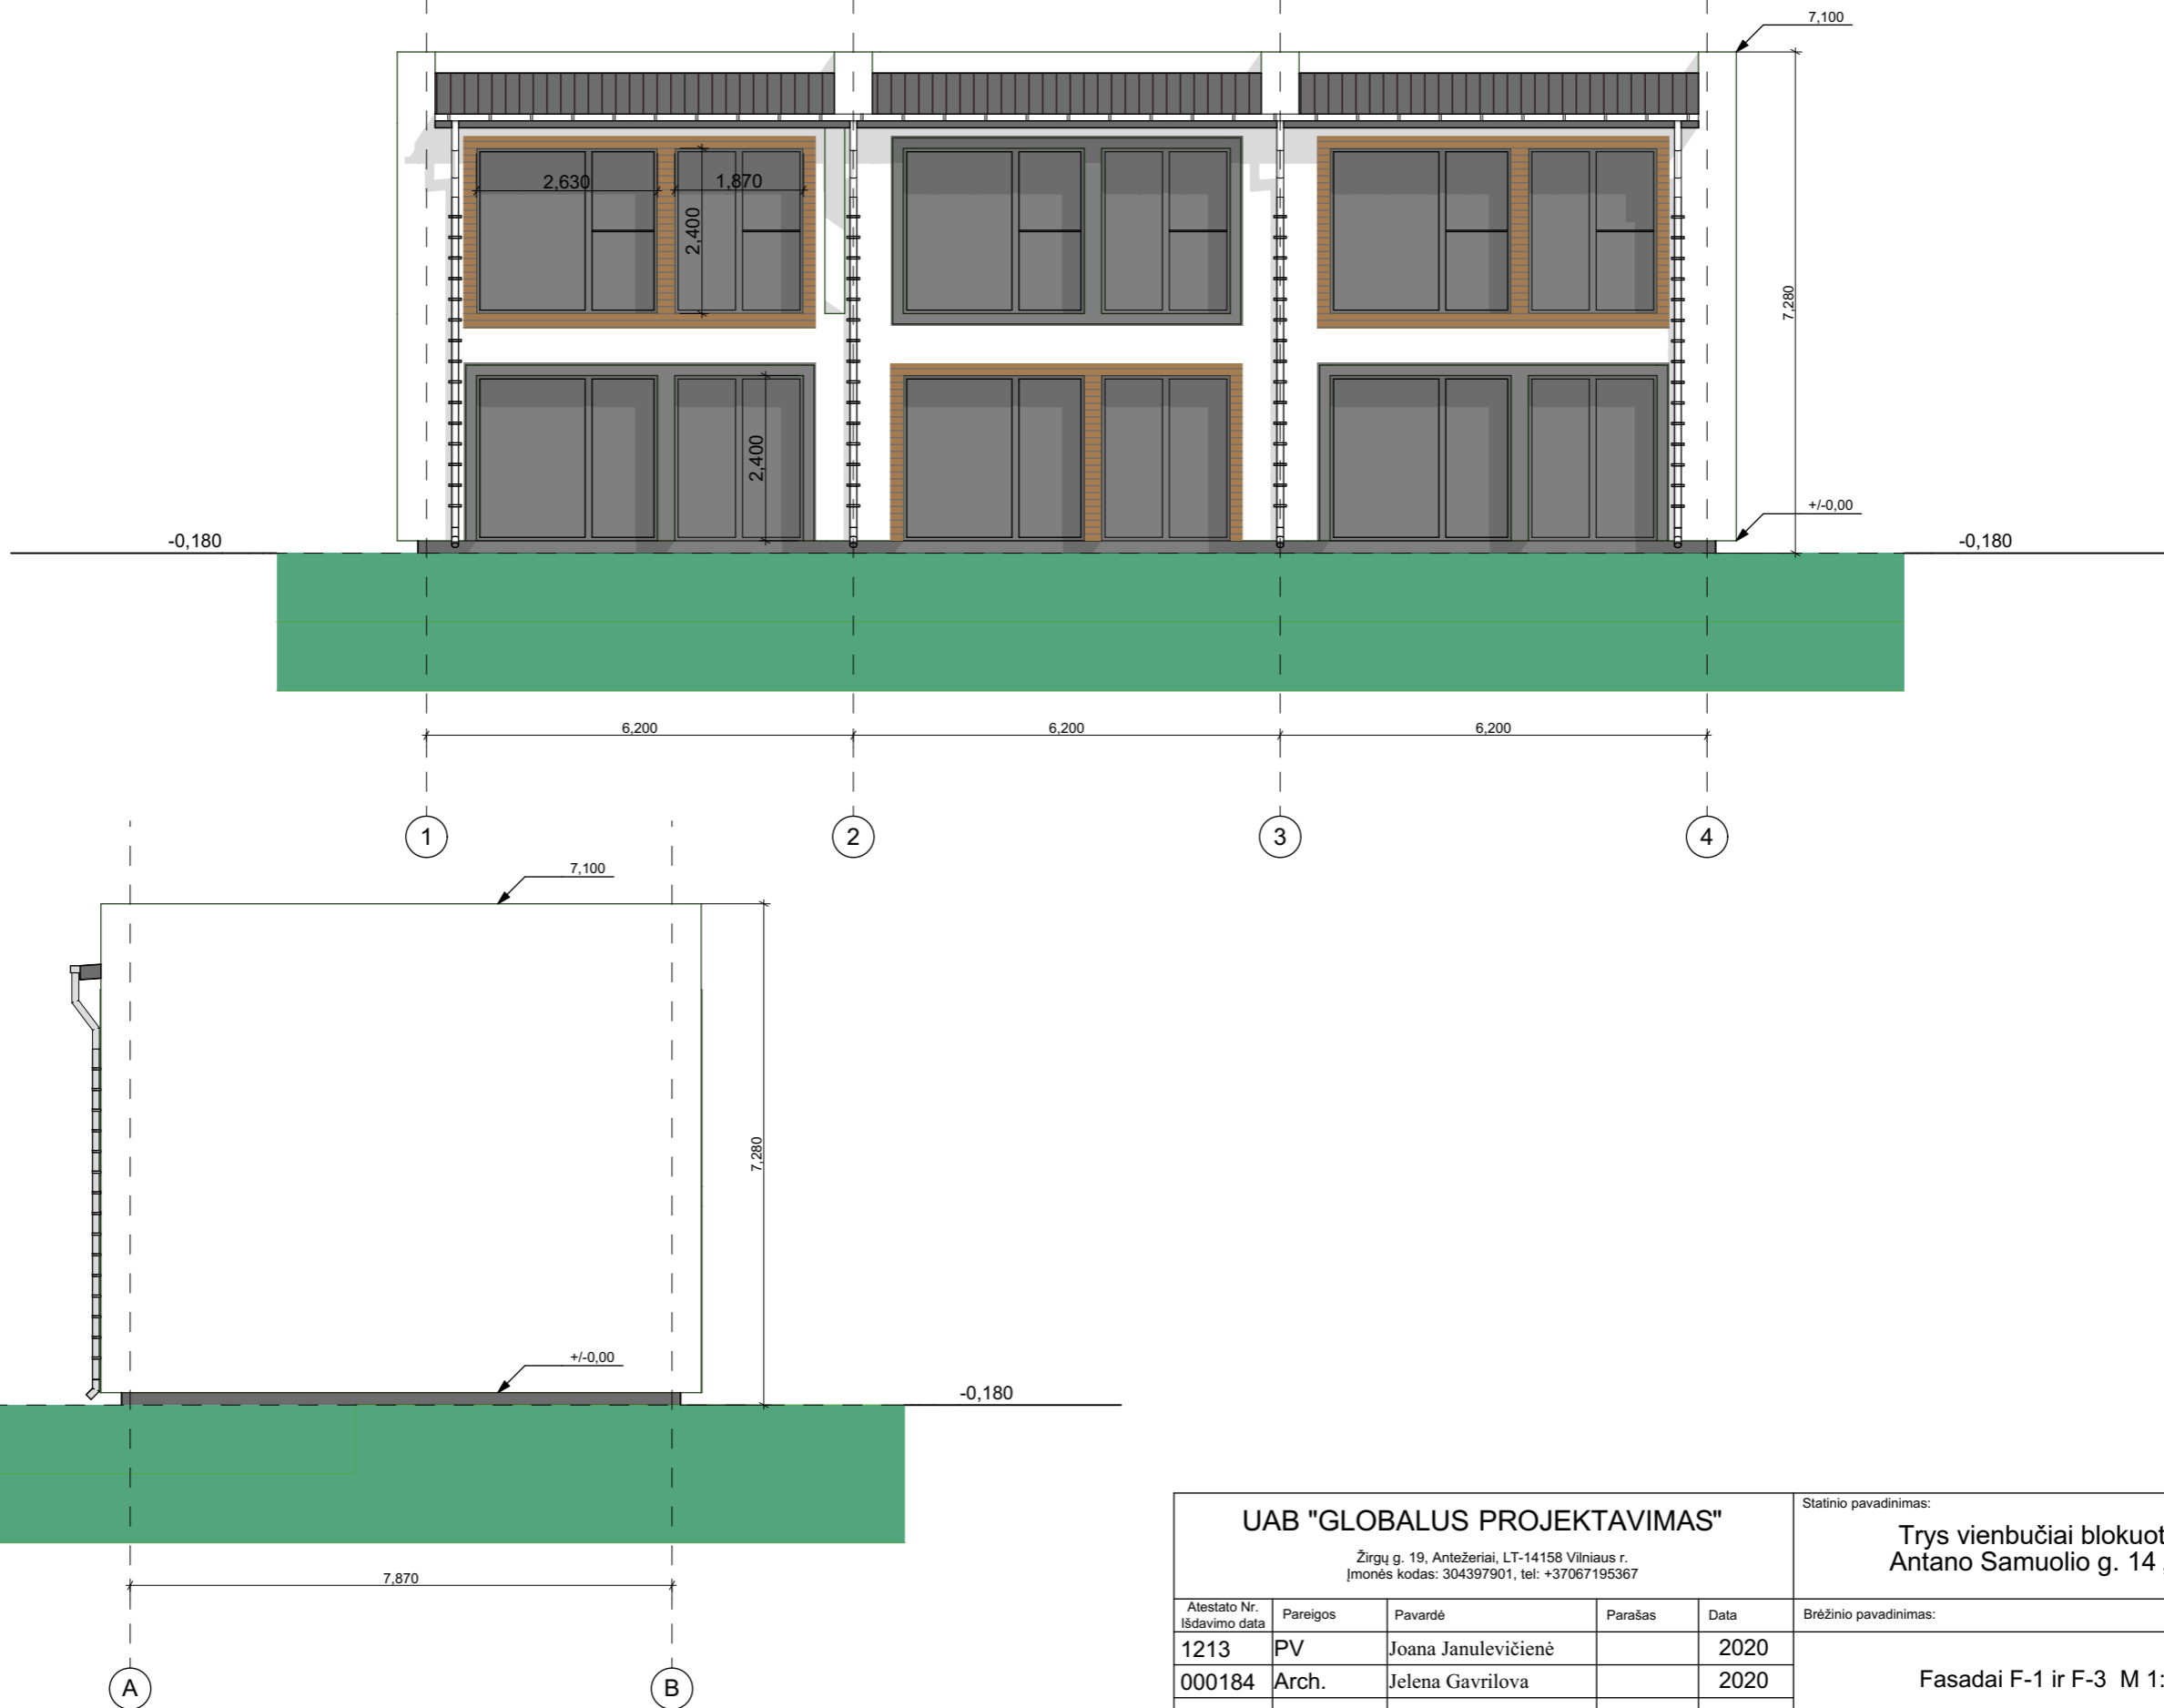 7,100
2,630
1,870
2,400
7,280
2,400
+/-0,00
-0,180
-0,180
6,200
6,200
6,200
1
2
3
4
7,100
7,280
+/-0,00
-0,180
7,870
A
B
UAB "GLOBALUS PROJEKTAVIMAS"
Žirgų g. 19, Antežeriai, LT-14158 Vilniaus r.
Įmonės kodas: 304397901, tel: +37067195367
Statinio pavadinimas:
Trys vienbučiai blokuot
Antano Samuolio g. 14
Atestato Nr.
Išdavimo data
Pareigos
Pavardė
Parašas
Data
Brėžinio pavadinimas:
1213
PV
Joana Janulevičienė
2020
000184
Arch.
Jelena Gavrilova
2020
Fasadai F-1 ir F-3 M 1: